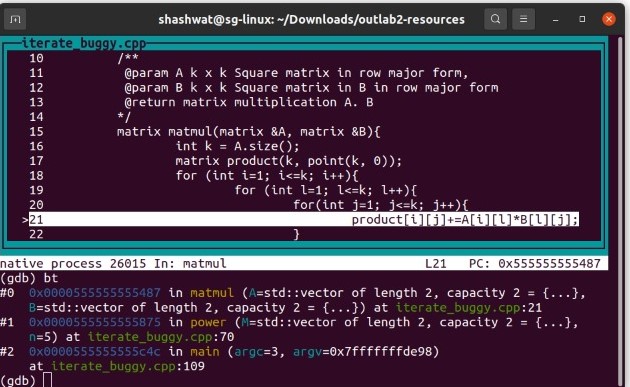 shashwat@sg-linux: ~/Downloads/outlab2-resources
iterate_buggy.cpp
10 /**
11 @param A k x k Square matrix in row major form,
12 @param B k x k Square matrix in B in row major form
13 @return matrix multiplication A. B
14 */
15 matrix matmul(matrix &A, matrix &B){
16 int k = A.size();
17 matrix product(k, point(k, 0));
18 for (int i=1; i<=k; i++){
19 for (int l=1; l<=k; l++){
20 for(int j=1; j<=k; j++){
>21 product[i][j]+=A[i][l]*B[l][j];
22 }
native process 26015 In: matmul L21 PC: 0x555555555487
(gdb) bt
#0 0x0000555555555487 in matmul (A=std::vector of length 2, capacity 2 = {...},
B=std::vector of length 2, capacity 2 = {...}) at iterate_buggy.cpp:21
#1 0x0000555555555875 in power (M=std::vector of length 2, capacity 2 = {...},
n=5) at iterate_buggy.cpp:70
#2 0x0000555555555c4c in main (argc=3, argv=0x7fffffffde98)
at iterate_buggy.cpp:109
(gdb)